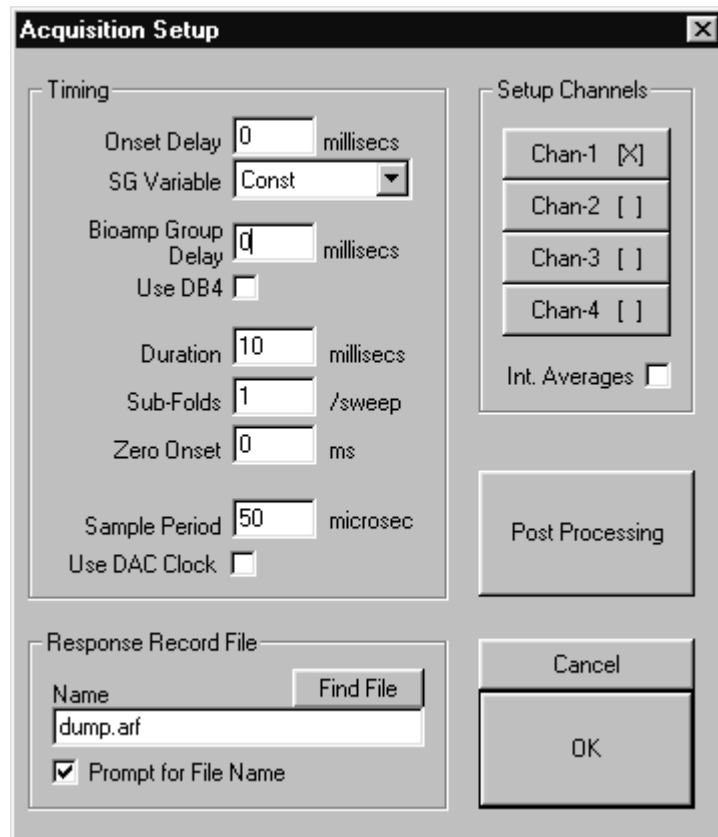 Acquisition Setup
Timing
Onset Delay 0 millisecs
SG Variable Const
Bioamp Group
Delay 0 millisecs
Use DB4
Duration 10 millisecs
Sub-Folds 1 /sweep
Zero Onset 0 ms
Sample Period 50 microsec
Use DAC Clock
Setup Channels
Chan-1 [X]
Chan-2 [ ]
Chan-3 [ ]
Chan-4 [ ]
Int. Averages
Post Processing
Response Record File
Name Find File
dump.arf
Prompt for File Name
Cancel
OK